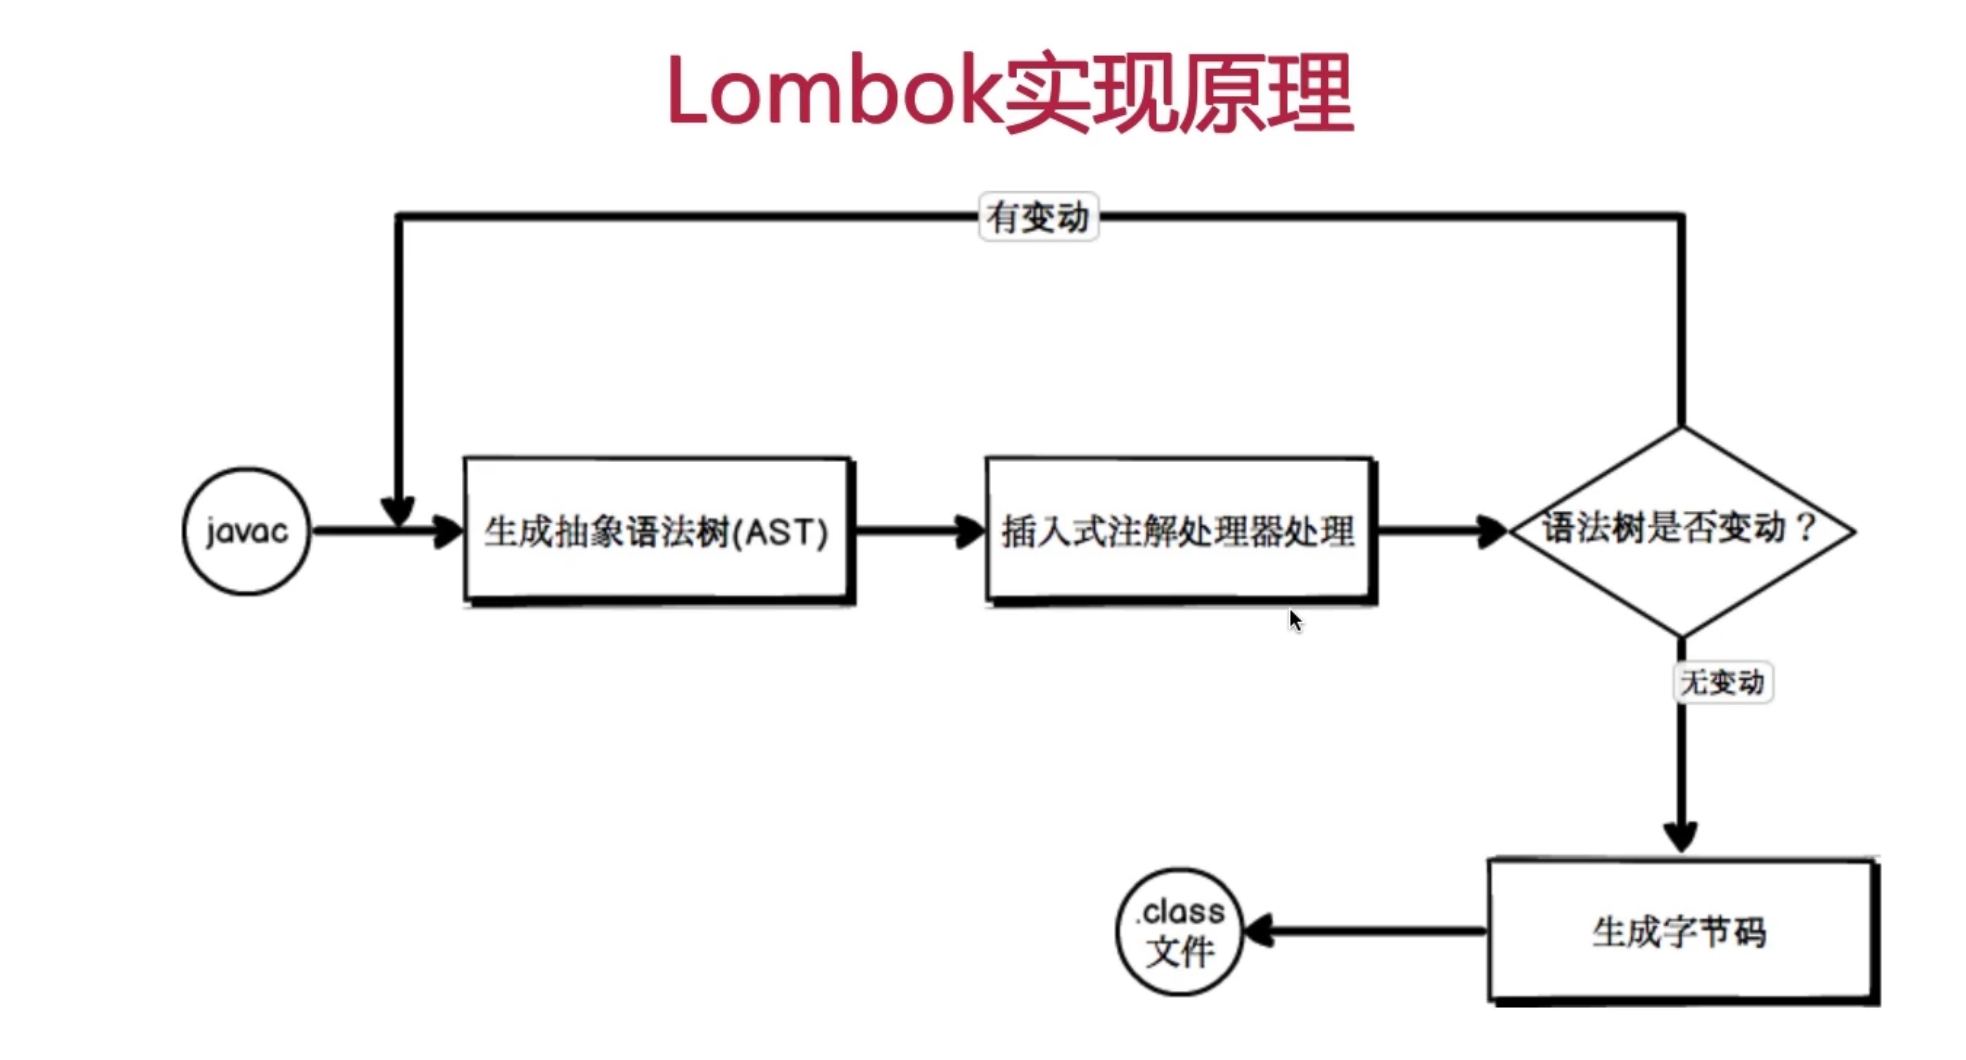 Lombok实现原理
有变动
javac
生成抽象语法树(AST)
插入式注解处理器处理
语法树是否变动？
无变动
.class
文件
生成字节码